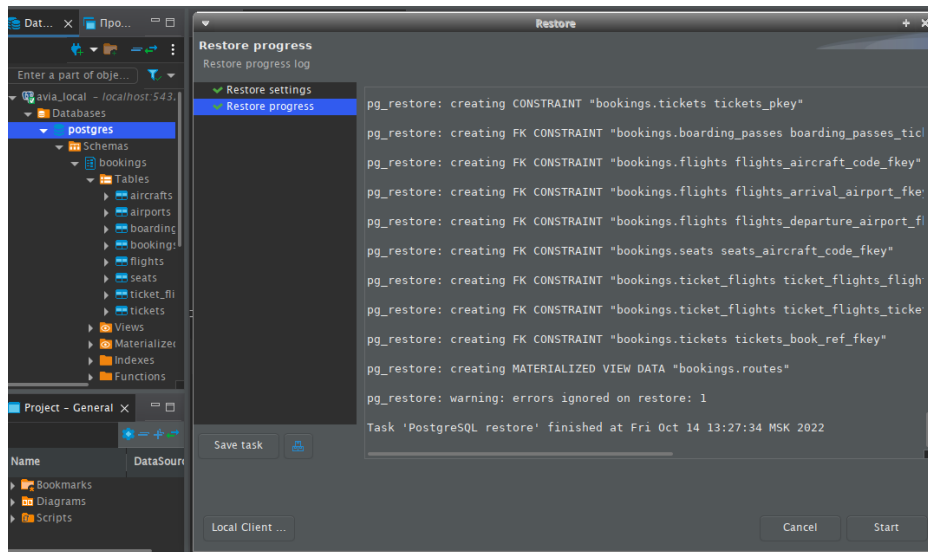 Dat...
Про...
Enter a part of obje...
avia_local - localhost:543.
Databases
postgres
Schemas
bookings
Tables
aircrafts
airports
boarding
bookings
flights
seats
ticket_fli
tickets
Views
Materialized
Indexes
Functions
Project - General
Name DataSour
Bookmarks
Diagrams
Scripts
Restore
Restore progress
Restore progress log
Restore settings
Restore progress
Save task
pg_restore: creating CONSTRAINT "bookings.tickets tickets_pkey"
pg_restore: creating FK CONSTRAINT "bookings.boarding_passes boarding_passes_tic
pg_restore: creating FK CONSTRAINT "bookings.flights flights_aircraft_code_fkey"
pg_restore: creating FK CONSTRAINT "bookings.flights flights_arrival_airport_fke
pg_restore: creating FK CONSTRAINT "bookings.flights flights_departure_airport_f
pg_restore: creating FK CONSTRAINT "bookings.seats seats_aircraft_code_fkey"
pg_restore: creating FK CONSTRAINT "bookings.ticket_flights ticket_flights_fligh
pg_restore: creating FK CONSTRAINT "bookings.ticket_flights ticket_flights_ticke
pg_restore: creating FK CONSTRAINT "bookings.tickets tickets_book_ref_fkey"
pg_restore: creating MATERIALIZED VIEW DATA "bookings.routes"
pg_restore: warning: errors ignored on restore: 1
Task 'PostgreSQL restore' finished at Fri Oct 14 13:27:34 MSK 2022
Local Client ...
Cancel
Start